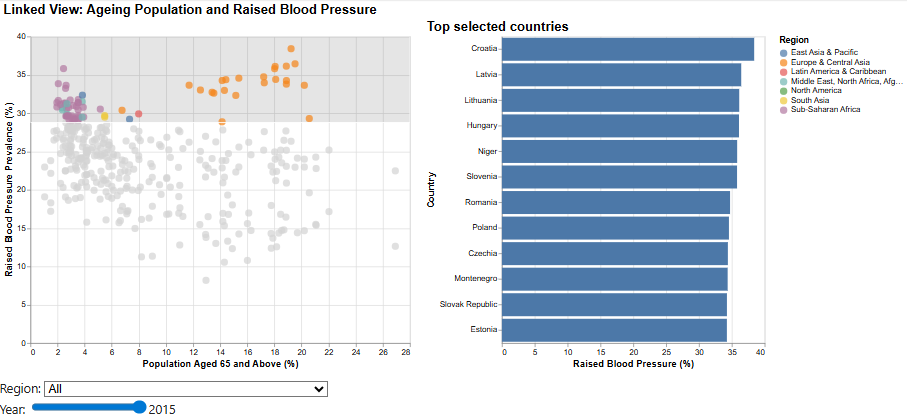 Linked View: Ageing Population and Raised Blood Pressure
40
35
30
25
20
15
10
5
0
Raised Blood Pressure Prevalence (%)
0 2 4 6 8 10 12 14 16 18 20 22 24 26 28
Population Aged 65 and Above (%)
Top selected countries
Country
Croatia
Latvia
Lithuania
Hungary
Niger
Slovenia
Romania
Poland
Czechia
Montenegro
Slovak Republic
Estonia
0 5 10 15 20 25 30 35 40
Raised Blood Pressure (%)
Region
East Asia & Pacific
Europe & Central Asia
Latin America & Caribbean
Middle East, North Africa, Afg…
North America
South Asia
Sub-Saharan Africa
Region: All
Year: 2015